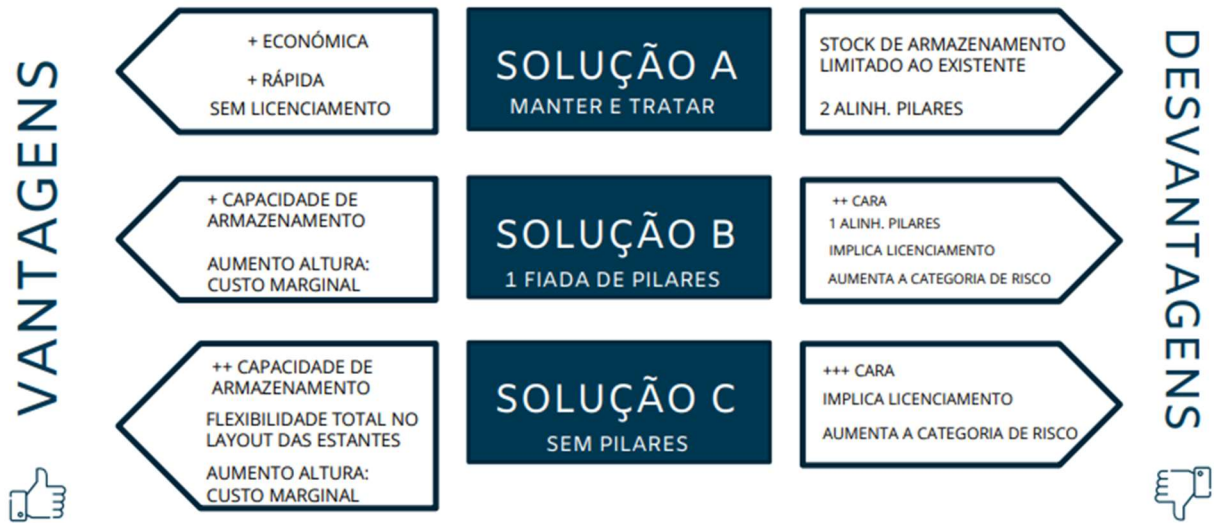 VANTAGENS
+ ECONÓMICA
+ RÁPIDA
SEM LICENCIAMENTO
SOLUÇÃO A
MANTER E TRATAR
STOCK DE ARMAZENAMENTO
LIMITADO AO EXISTENTE
2 ALINH. PILARES
+ CAPACIDADE DE
ARMAZENAMENTO
AUMENTO ALTURA:
CUSTO MARGINAL
SOLUÇÃO B
1 FIADA DE PILARES
++ CARA
1 ALINH. PILARES
IMPLICA LICENCIAMENTO
AUMENTA A CATEGORIA DE RISCO
++ CAPACIDADE DE
ARMAZENAMENTO
FLEXIBILIDADE TOTAL NO
LAYOUT DAS ESTANTES
AUMENTO ALTURA:
CUSTO MARGINAL
SOLUÇÃO C
SEM PILARES
+++ CARA
IMPLICA LICENCIAMENTO
AUMENTA A CATEGORIA DE RISCO
DESVANTAGENS